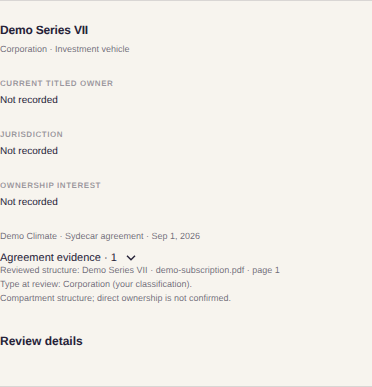 Demo Series VII
Corporation · Investment vehicle
CURRENT TITLED OWNER
Not recorded
JURISDICTION
Not recorded
OWNERSHIP INTEREST
Not recorded
Demo Climate · Sydecar agreement · Sep 1, 2026
Agreement evidence · 1
Reviewed structure: Demo Series VII · demo-subscription.pdf · page 1
Type at review: Corporation (your classification).
Compartment structure; direct ownership is not confirmed.
Review details